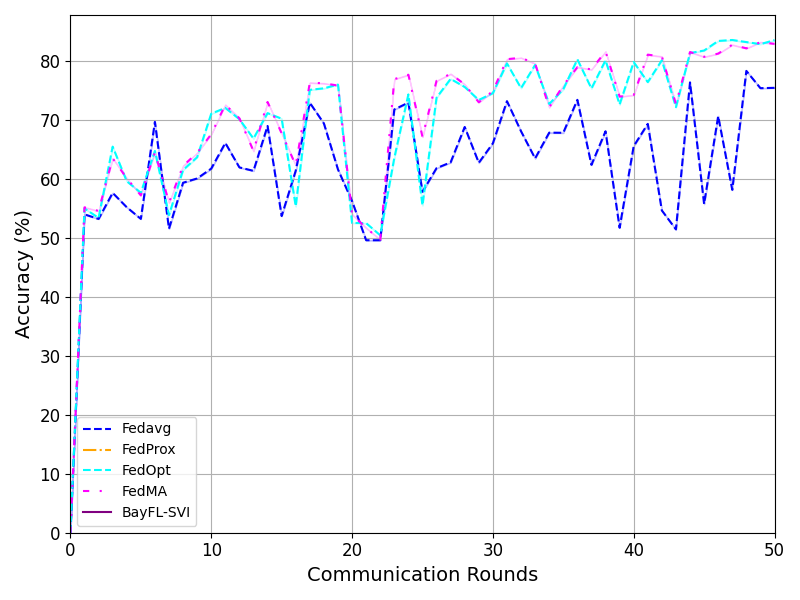 Accuracy (%)
80
70
60
50
40
30
20
10
0
Fedavg
FedProx
FedOpt
FedMA
BayFL-SVI
0 10 20 30 40 50
Communication Rounds